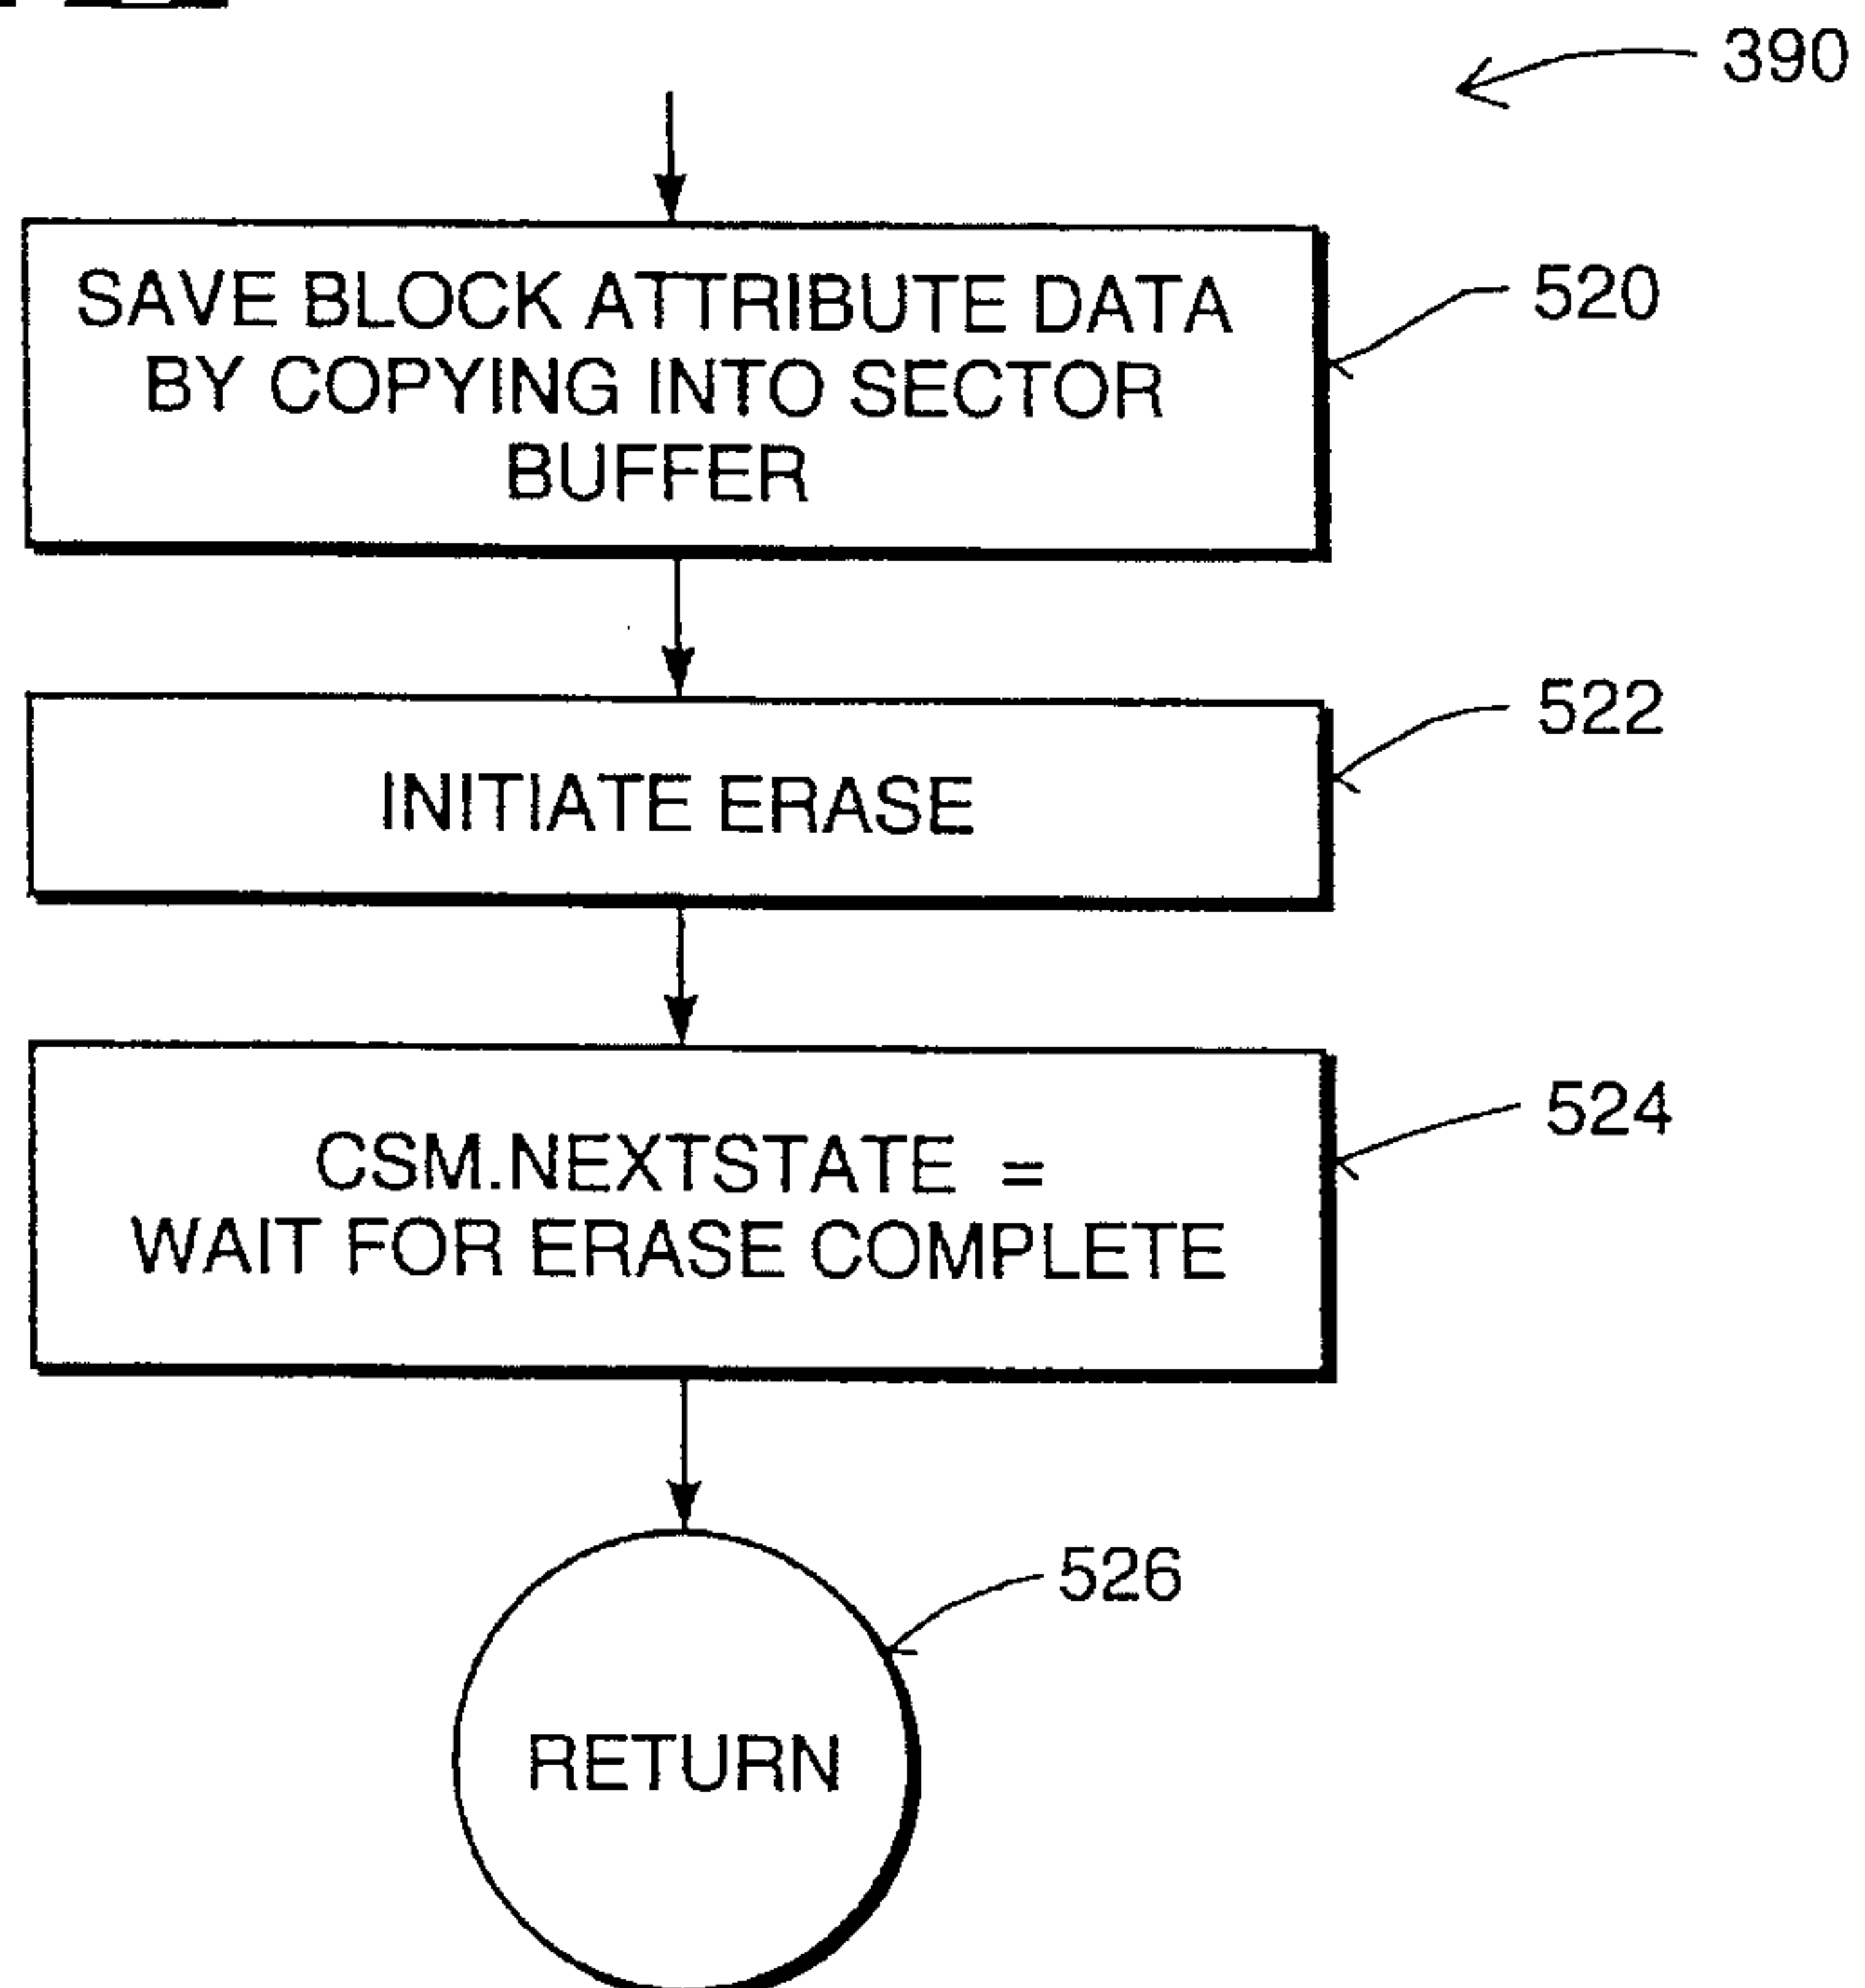 390
SAVE BLOCK ATTRIBUTE DATA
BY COPYING INTO SECTOR
BUFFER
520
INITIATE ERASE
522
CSM.NEXTSTATE =
WAIT FOR ERASE COMPLETE
524
RETURN
526